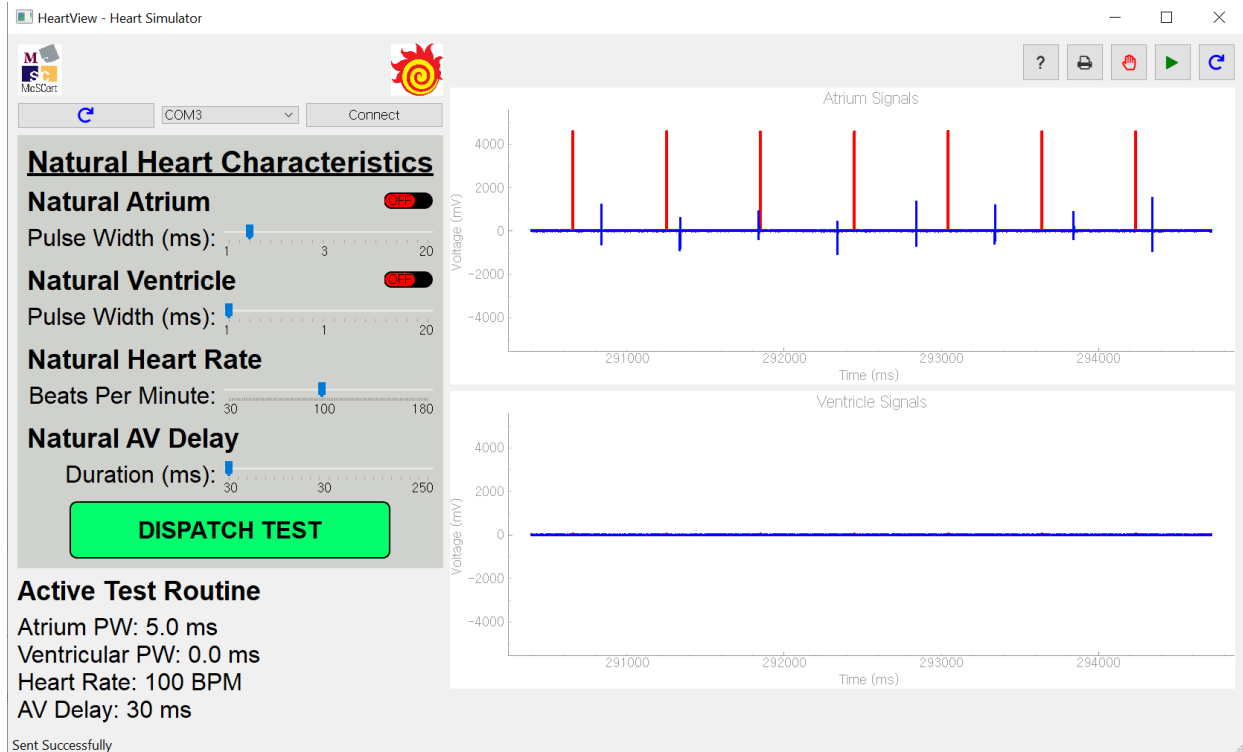 HeartView - Heart Simulator
M
SC
McSCert
?
COM3
Connect
Natural Heart Characteristics
Natural Atrium
OFF
Pulse Width (ms):
1 3 20
Natural Ventricle
OFF
Pulse Width (ms):
1 1 20
Natural Heart Rate
Beats Per Minute:
30 100 180
Natural AV Delay
Duration (ms):
30 30 250
DISPATCH TEST
Active Test Routine
Atrium PW: 5.0 ms
Ventricular PW: 0.0 ms
Heart Rate: 100 BPM
AV Delay: 30 ms
Sent Successfully
Atrium Signals
Voltage (mV)
4000
2000
0
−2000
−4000
291000 292000 293000 294000
Time (ms)
Ventricle Signals
Voltage (mV)
4000
2000
0
−2000
−4000
291000 292000 293000 294000
Time (ms)